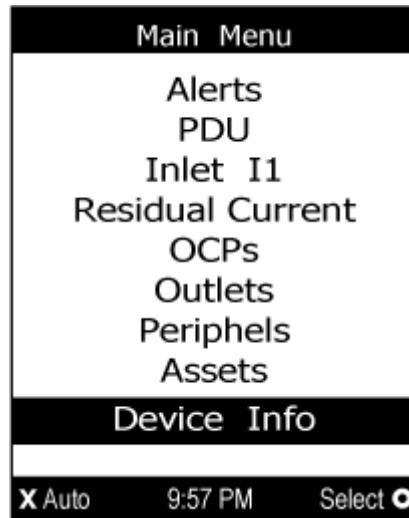 Main Menu
Alerts
PDU
Inlet I1
Residual Current
OCPs
Outlets
Periphels
Assets
Device Info
X Auto 9:57 PM Select O